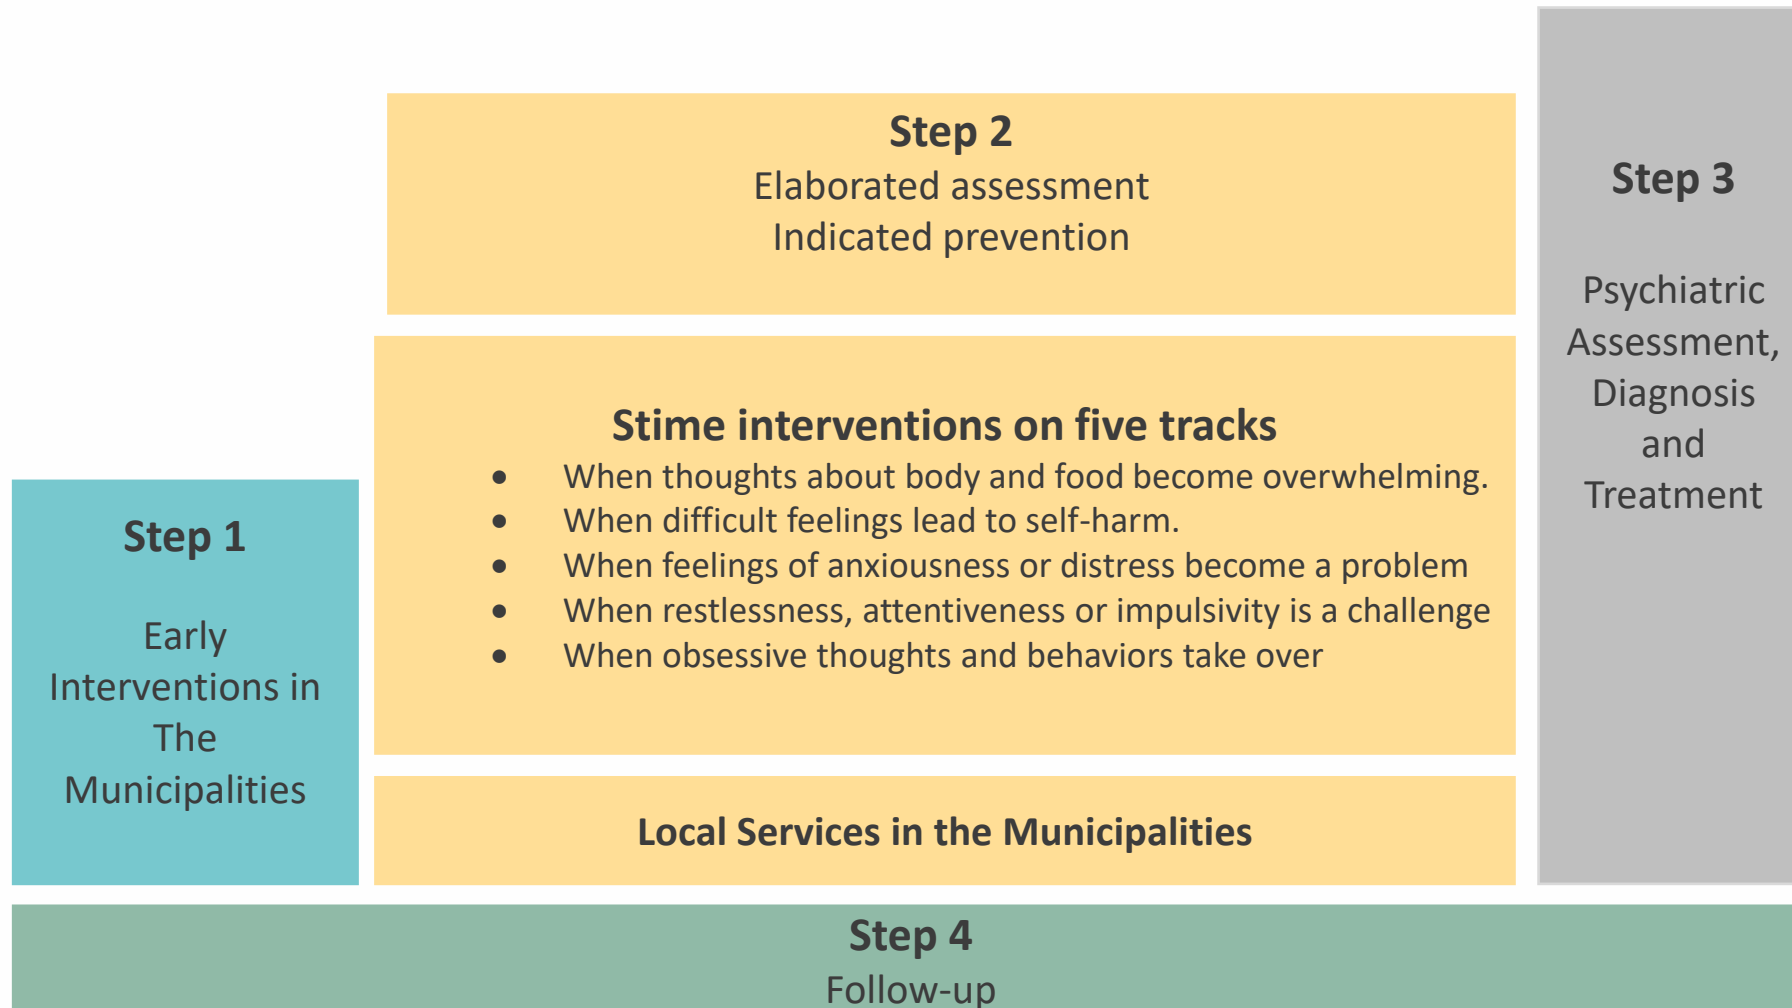 Step 1
Early
Interventions in
The
Municipalities
Step 2
Elaborated assessment
Indicated prevention
Stime interventions on five tracks
• When thoughts about body and food become overwhelming.
• When difficult feelings lead to self-harm.
• When feelings of anxiousness or distress become a problem
• When restlessness, attentiveness or impulsivity is a challenge
• When obsessive thoughts and behaviors take over
Local Services in the Municipalities
Step 3
Psychiatric
Assessment,
Diagnosis
and
Treatment
Step 4
Follow-up